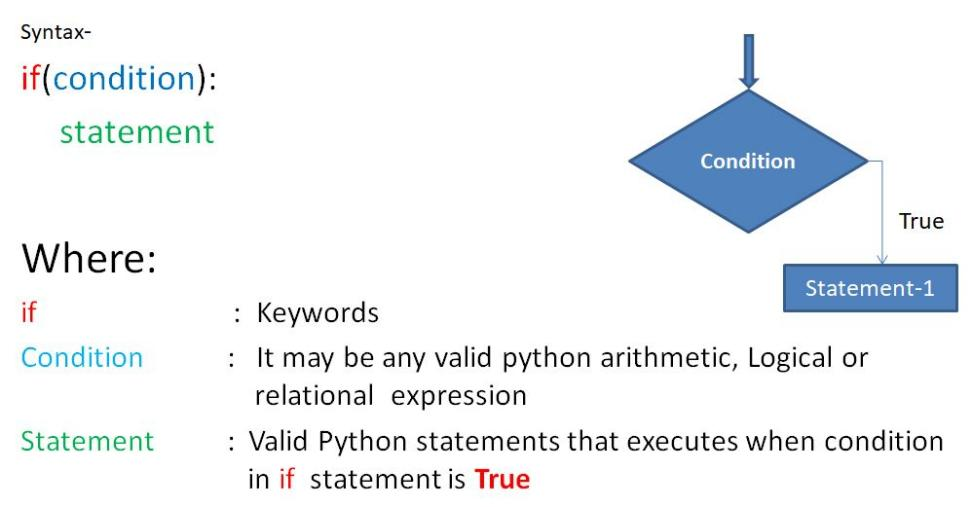 Syntax-
if(condition):
statement
Condition
True
Statement-1
Where:
if : Keywords
Condition : It may be any valid python arithmetic, Logical or
relational expression
Statement : Valid Python statements that executes when condition
in if statement is True